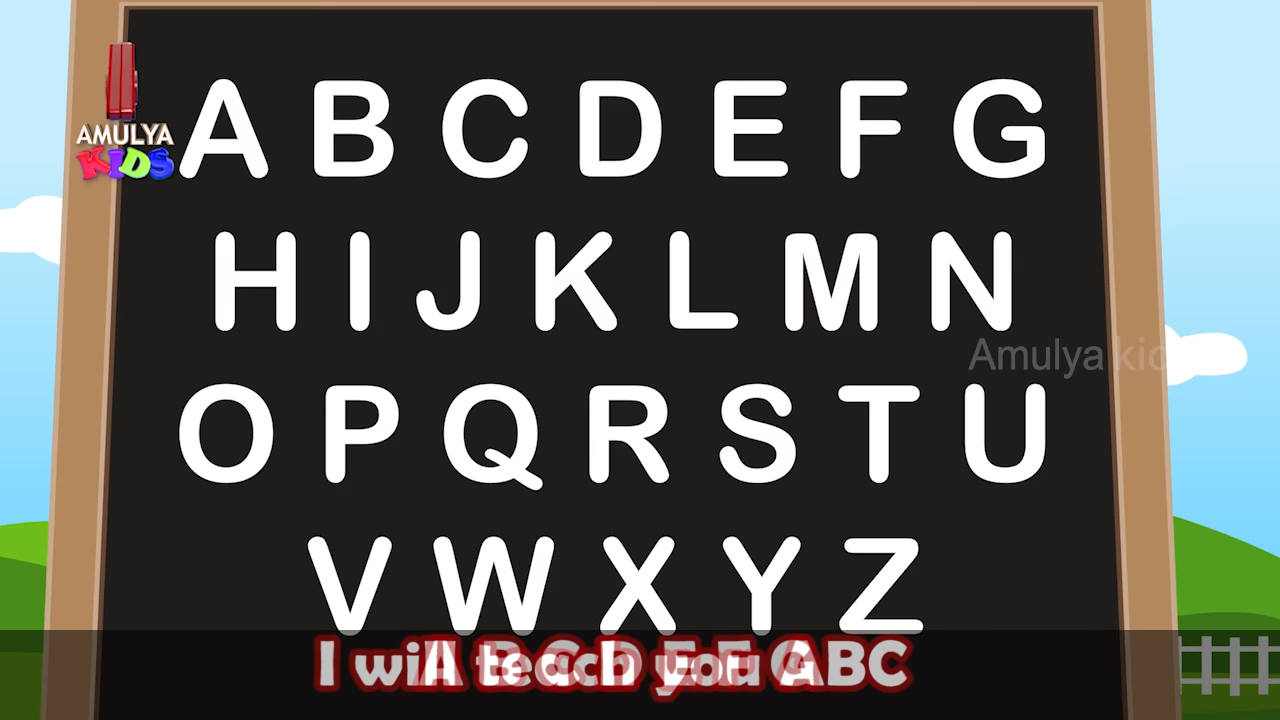 AMULYA
KIDS
A B C D E F G
H I J K L M N
Amulya kids
O P Q R S T U
V W X Y Z
I will teach you ABC
A B C D E F G